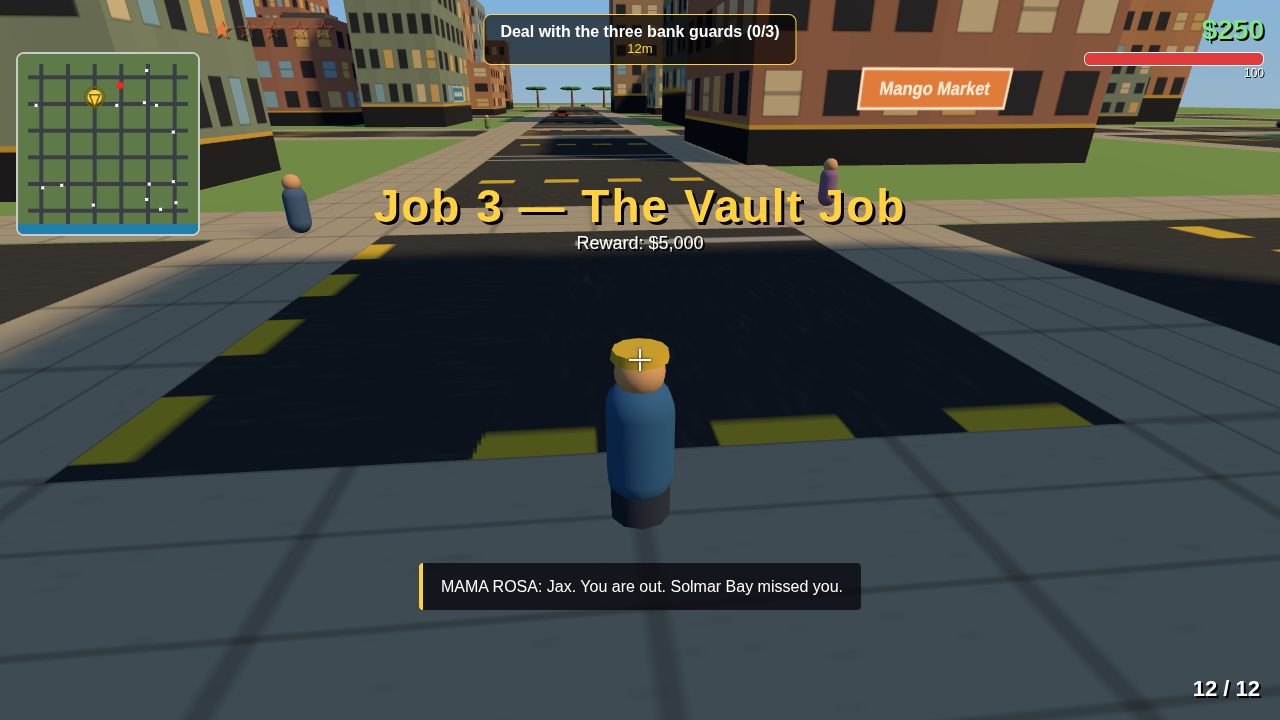 Deal with the three bank guards (0/3)
12m
$250
100
Mango Market
Job 3 — The Vault Job
Reward: $5,000
MAMA ROSA: Jax. You are out. Solmar Bay missed you.
12 / 12